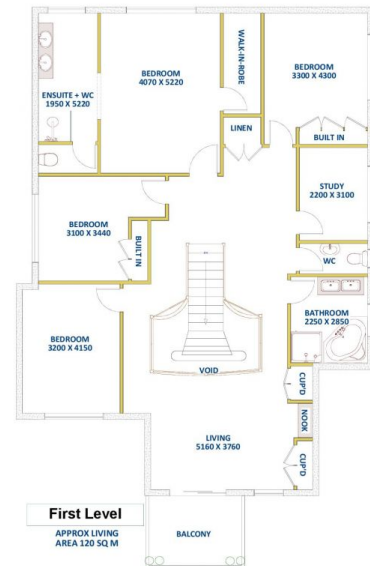 WALK-IN-ROBE
BEDROOM
4070 X 5220
BEDROOM
3300 X 4300
ENSUITE + WC
1950 X 5220
LINEN
BUILT IN
STUDY
2200 X 3100
BEDROOM
3100 X 3440
BUILT IN
WC
BATHROOM
2250 X 2850
BEDROOM
3200 X 4150
VOID
CUP'D
NOOK
LIVING
5160 X 3760
CUP'D
First Level
APPROX LIVING
AREA 120 SQ M
BALCONY